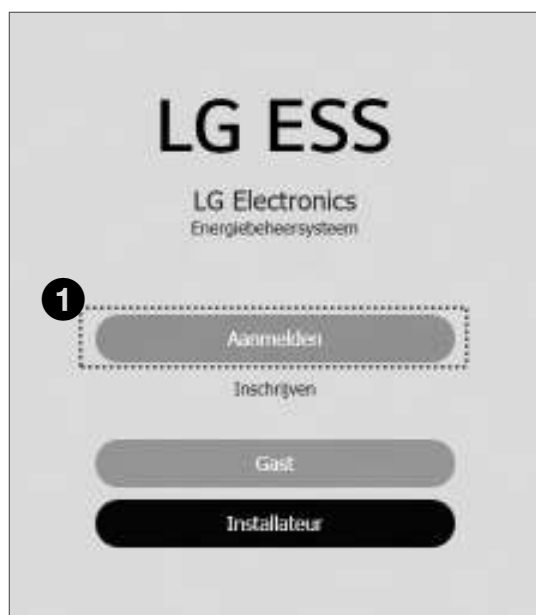 LG ESS
LG Electronics
Energiebeheersysteem
1
Aanmelden
Inschrijven
Gast
Installateur